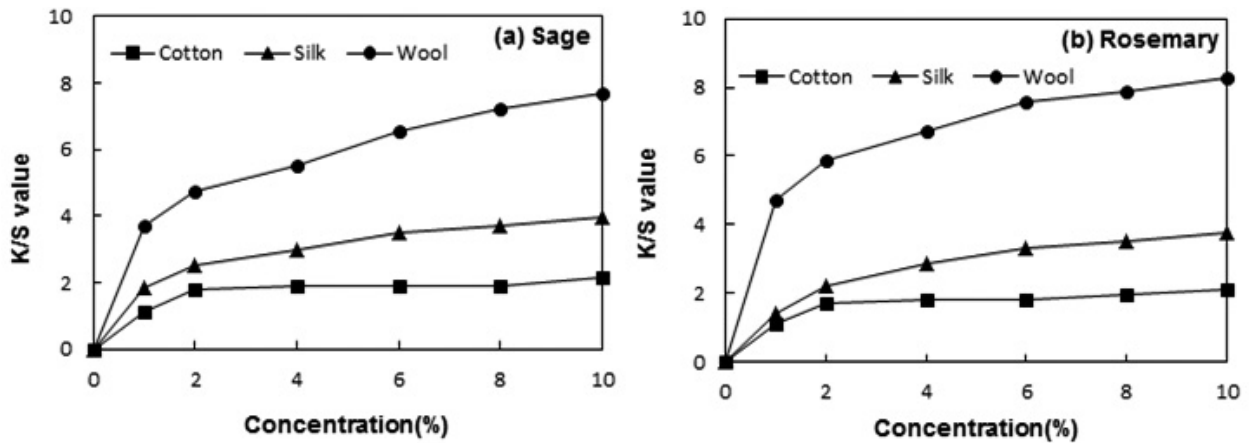 (a) Sage
Cotton Silk Wool
10
8
6
4
2
0
K/S value
0 2 4 6 8 10
Concentration(%)
(b) Rosemary
Cotton Silk Wool
10
8
6
4
2
0
K/S value
0 2 4 6 8 10
Concentration(%)